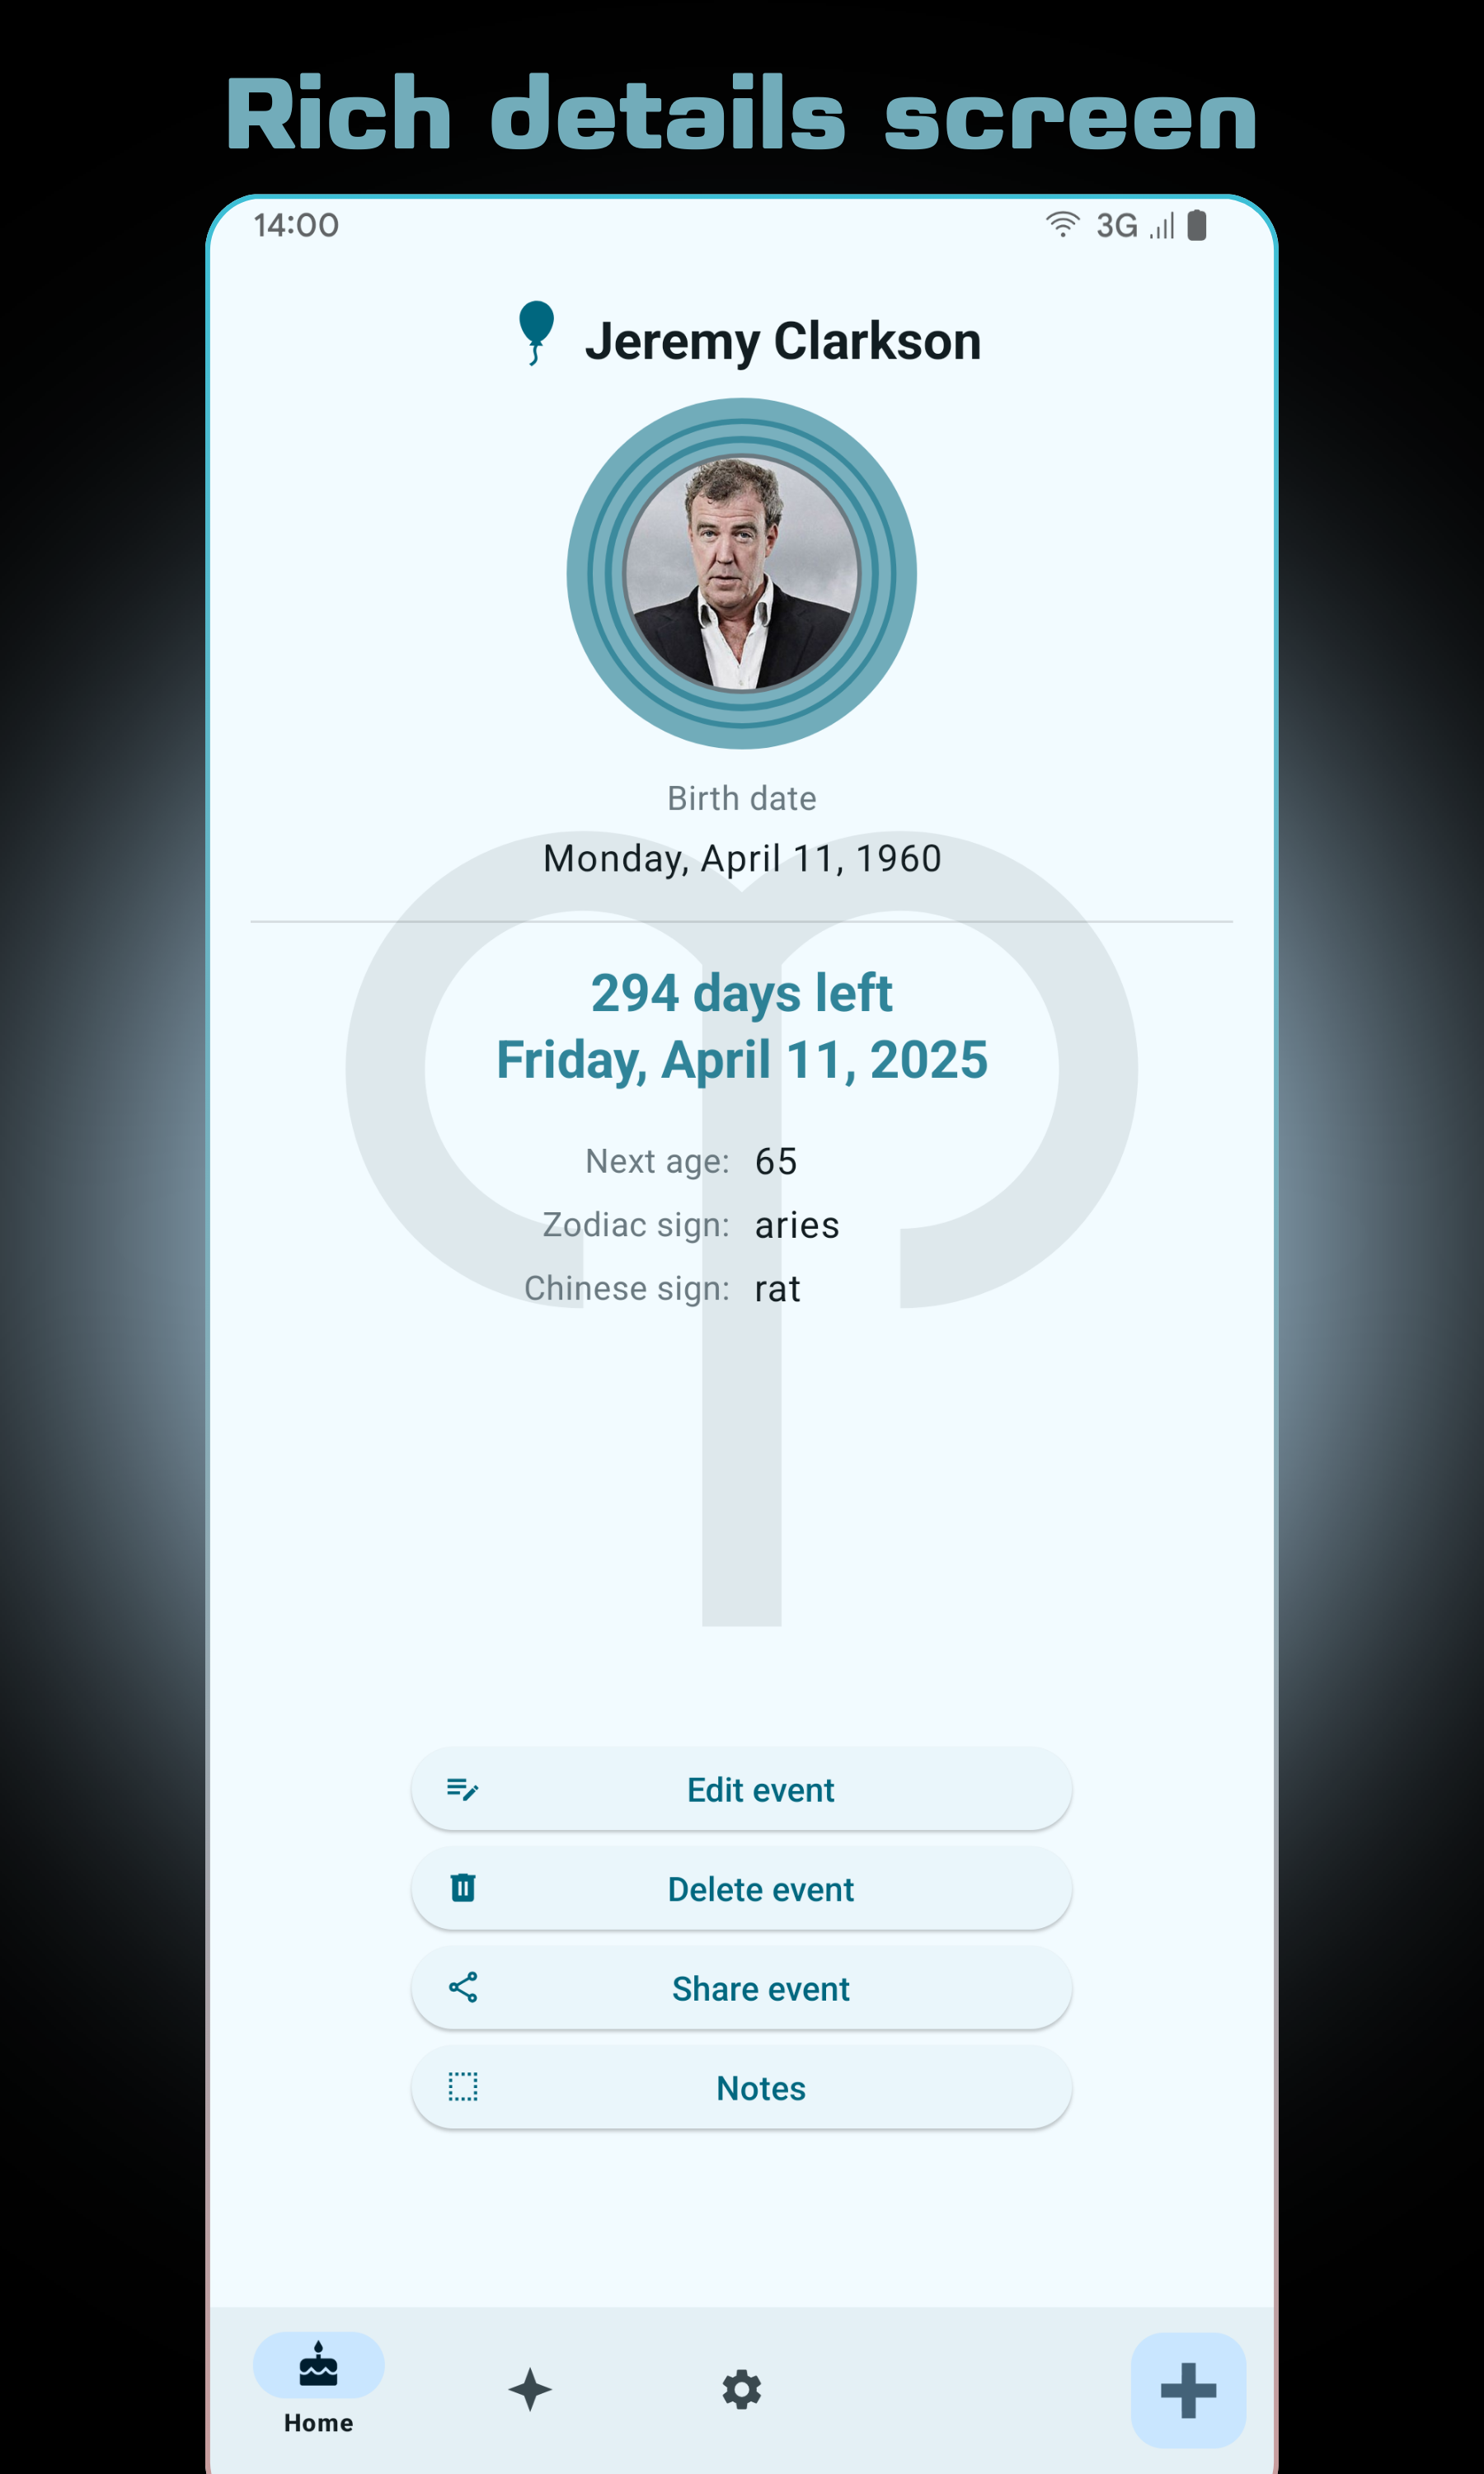 Rich details screen
14:00 3G
Jeremy Clarkson
Birth date
Monday, April 11, 1960
294 days left
Friday, April 11, 2025
Next age: 65
Zodiac sign: aries
Chinese sign: rat
Edit event
Delete event
Share event
Notes
Home